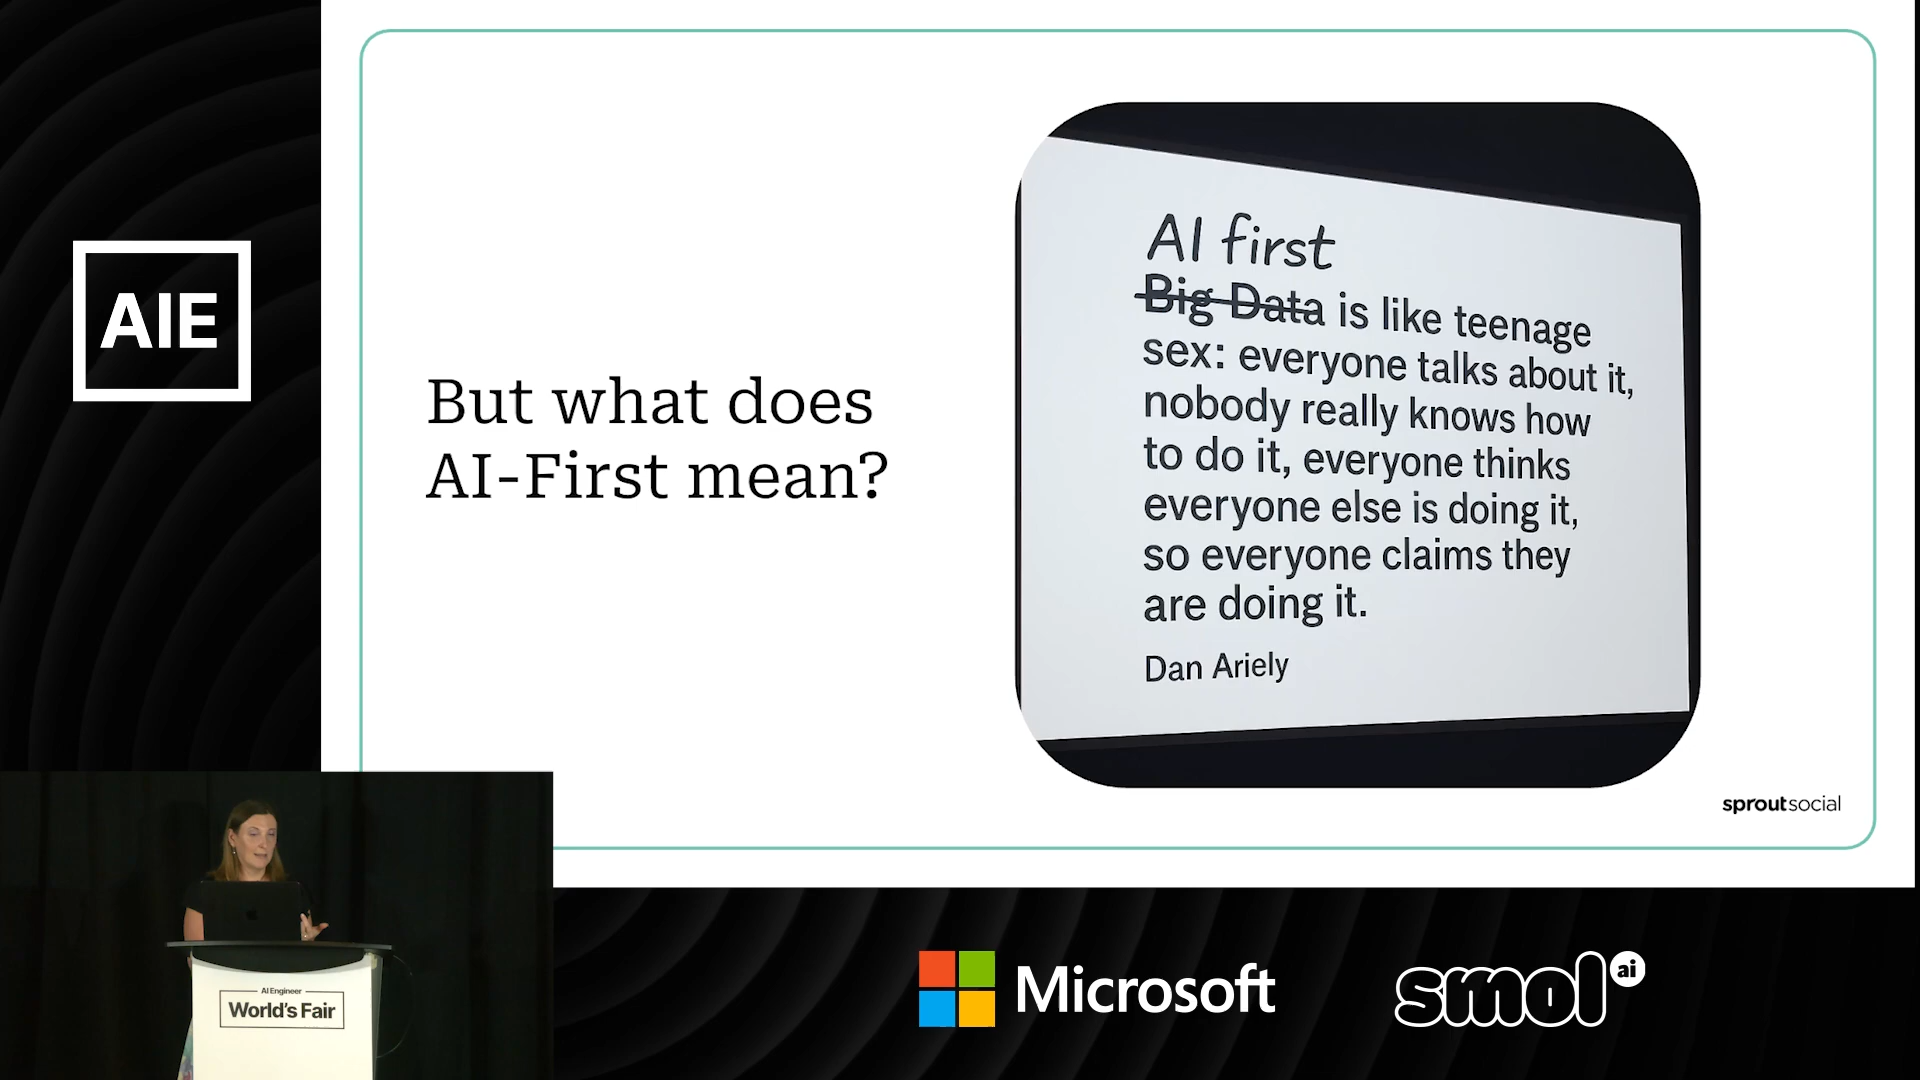 AIE
But what does
AI-First mean?
AI first
Big Data is like teenage
sex: everyone talks about it,
nobody really knows how
to do it, everyone thinks
everyone else is doing it,
so everyone claims they
are doing it.
Dan Ariely
sproutsocial
AI Engineer
World's Fair
Microsoft
smol ai